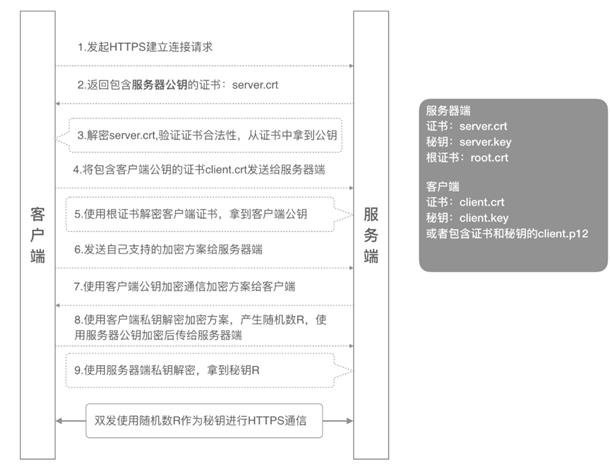 1.发起HTTPS建立连接请求
2.返回包含服务器公钥的证书：server.crt
3.解密server.crt,验证证书合法性，从证书中拿到公钥
4.将包含客户端公钥的证书client.crt发送给服务器端
5.使用根证书解密客户端证书，拿到客户端公钥
6.发送自己支持的加密方案给服务器端
7.使用客户端公钥加密通信加密方案给客户端
8.使用客户端私钥解密加密方案，产生随机数R，使
用服务器公钥加密后传给服务器端
9.使用服务器端私钥解密，拿到秘钥R
双发使用随机数R作为秘钥进行HTTPS通信
客户端
服务端
服务器端
证书：server.crt
秘钥：server.key
根证书：root.crt
客户端
证书：client.crt
秘钥：client.key
或者包含证书和秘钥的client.p12